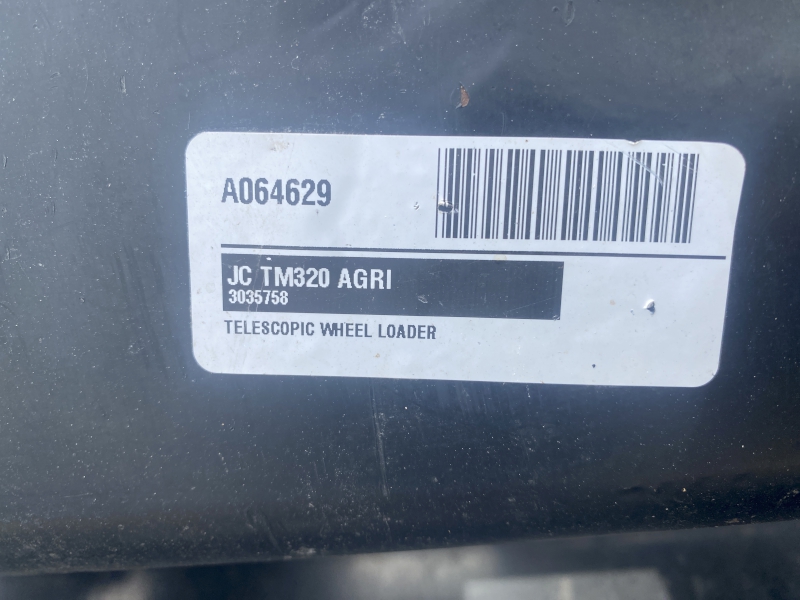 A064629
JC TM320 AGRI
3035758
TELESCOPIC WHEEL LOADER